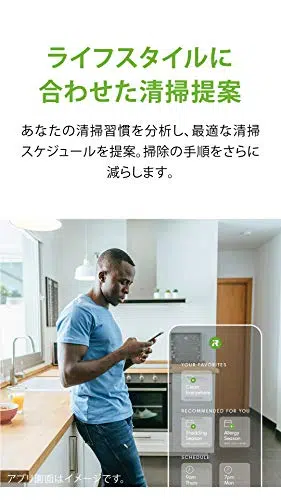 ライフスタイルに
合わせた清掃提案
あなたの清掃習慣を分析し、最適な清掃
スケジュールを提案。掃除の手順をさらに
減らします。
YOUR FAVORITES
Clean
Everywhere
RECOMMENDED FOR YOU
Shedding
Season
Allergy
Season
SCHEDULE
9am
Thom
7pm
Mon
アプリ画面はイメージです。